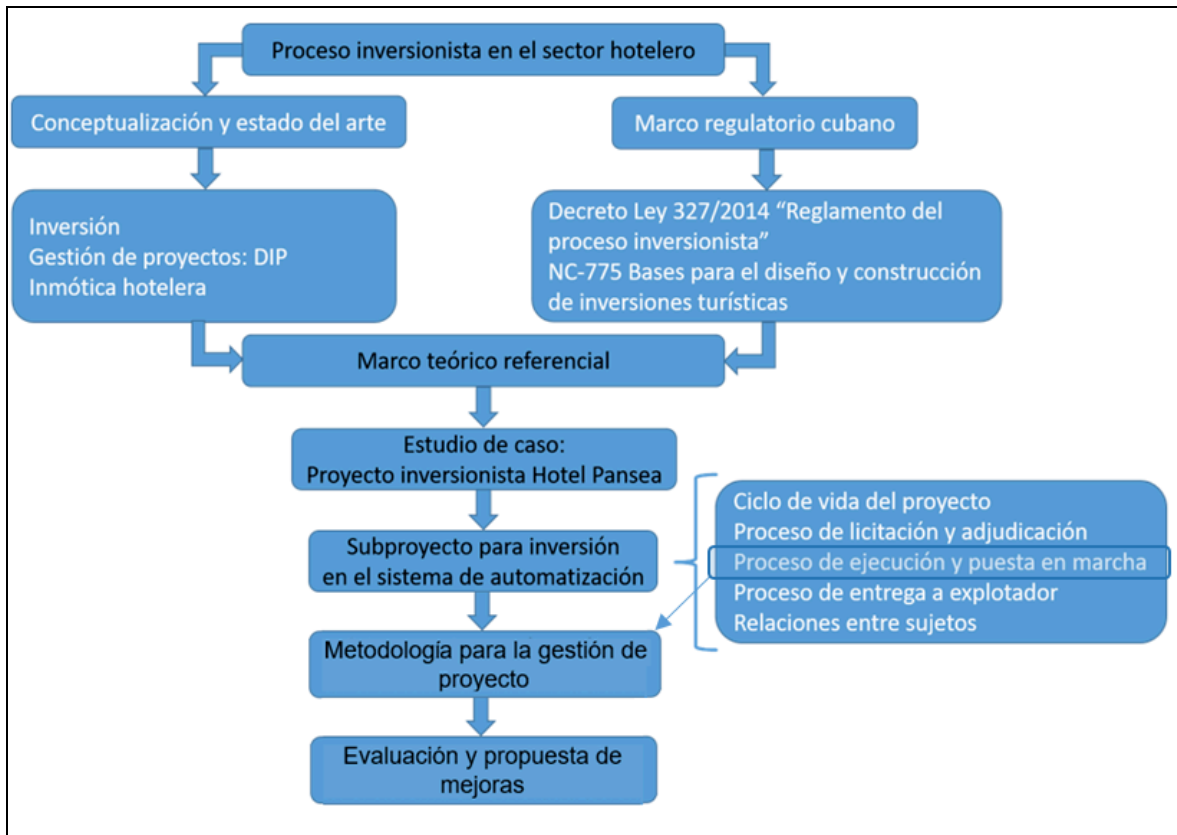 Proceso inversionista en el sector hotelero
Conceptualización y estado del arte
Marco regulatorio cubano
Inversión
Gestión de proyectos: DIP
Inmótica hotelera
Decreto Ley 327/2014 “Reglamento del
proceso inversionista”
NC-775 Bases para el diseño y construcción
de inversiones turísticas
Marco teórico referencial
Estudio de caso:
Proyecto inversionista Hotel Pansea
Subproyecto para inversión
en el sistema de automatización
Ciclo de vida del proyecto
Proceso de licitación y adjudicación
Proceso de ejecución y puesta en marcha
Proceso de entrega a explotador
Relaciones entre sujetos
Metodología para la gestión de
proyecto
Evaluación y propuesta de
mejoras